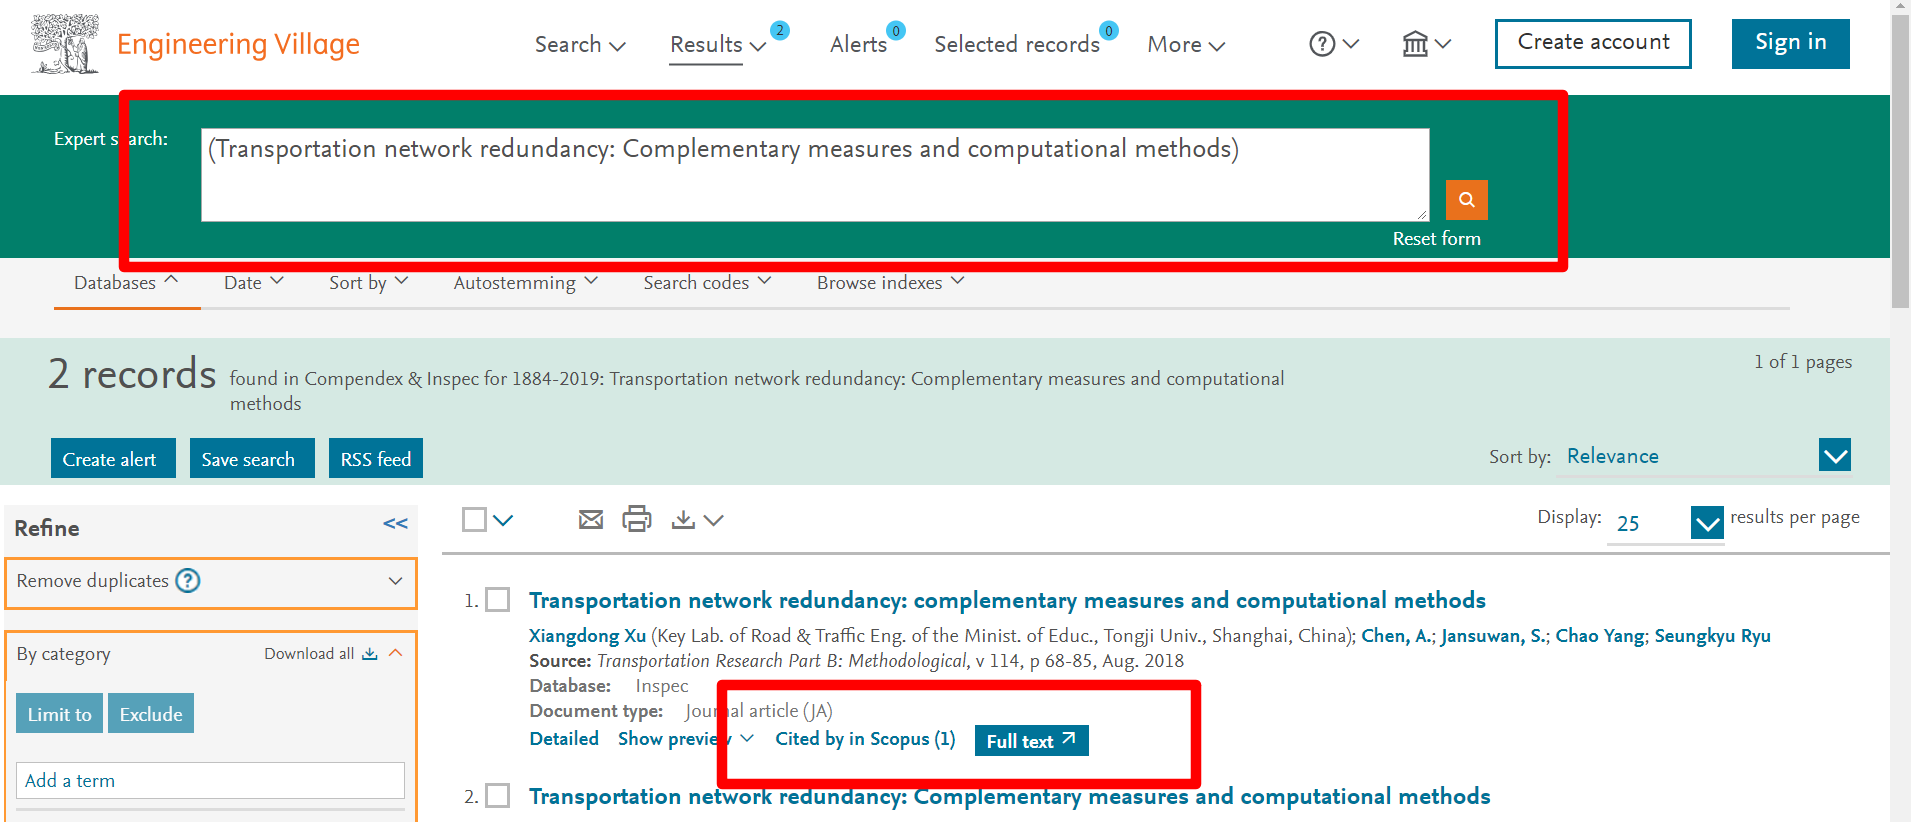 Engineering Village
Search
Results 2
Alerts 0
Selected records 0
More
?
Create account
Sign in
Expert search:
(Transportation network redundancy: Complementary measures and computational methods)
Reset form
Databases
Date
Sort by
Autostemming
Search codes
Browse indexes
2 records found in Compendex & Inspec for 1884-2019: Transportation network redundancy: Complementary measures and computational
methods
1 of 1 pages
Create alert
Save search
RSS feed
Sort by: Relevance
Refine <<
Remove duplicates ?
By category Download all
Limit to
Exclude
Add a term
Display: 25 results per page
1. Transportation network redundancy: complementary measures and computational methods
Xiangdong Xu (Key Lab. of Road & Traffic Eng. of the Minist. of Educ., Tongji Univ., Shanghai, China); Chen, A.; Jansuwan, S.; Chao Yang; Seungkyu Ryu
Source: Transportation Research Part B: Methodological, v 114, p 68-85, Aug. 2018
Database: Inspec
Document type: Journal article (JA)
Detailed Show preview Cited by in Scopus (1) Full text
2. Transportation network redundancy: Complementary measures and computational methods